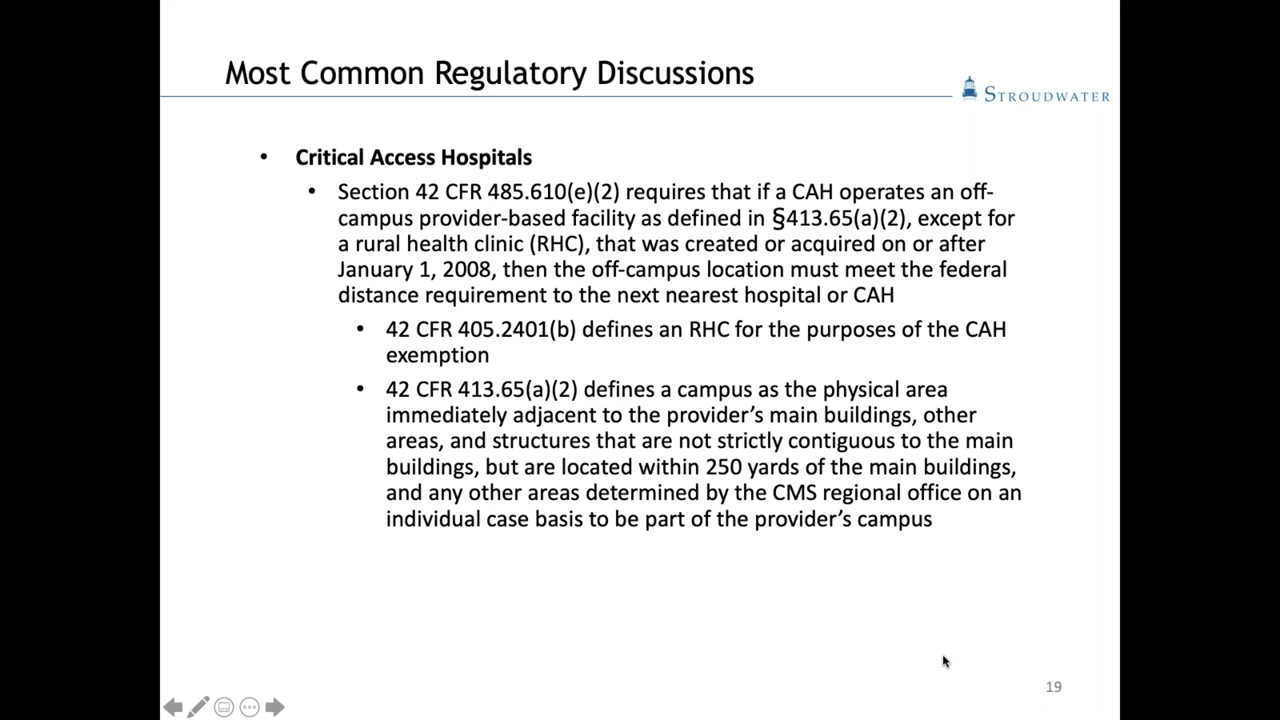 Most Common Regulatory Discussions
STROUDWATER
• Critical Access Hospitals
• Section 42 CFR 485.610(e)(2) requires that if a CAH operates an off-
campus provider-based facility as defined in §413.65(a)(2), except for
a rural health clinic (RHC), that was created or acquired on or after
January 1, 2008, then the off-campus location must meet the federal
distance requirement to the next nearest hospital or CAH
• 42 CFR 405.2401(b) defines an RHC for the purposes of the CAH
exemption
• 42 CFR 413.65(a)(2) defines a campus as the physical area
immediately adjacent to the provider’s main buildings, other
areas, and structures that are not strictly contiguous to the main
buildings, but are located within 250 yards of the main buildings,
and any other areas determined by the CMS regional office on an
individual case basis to be part of the provider’s campus
19